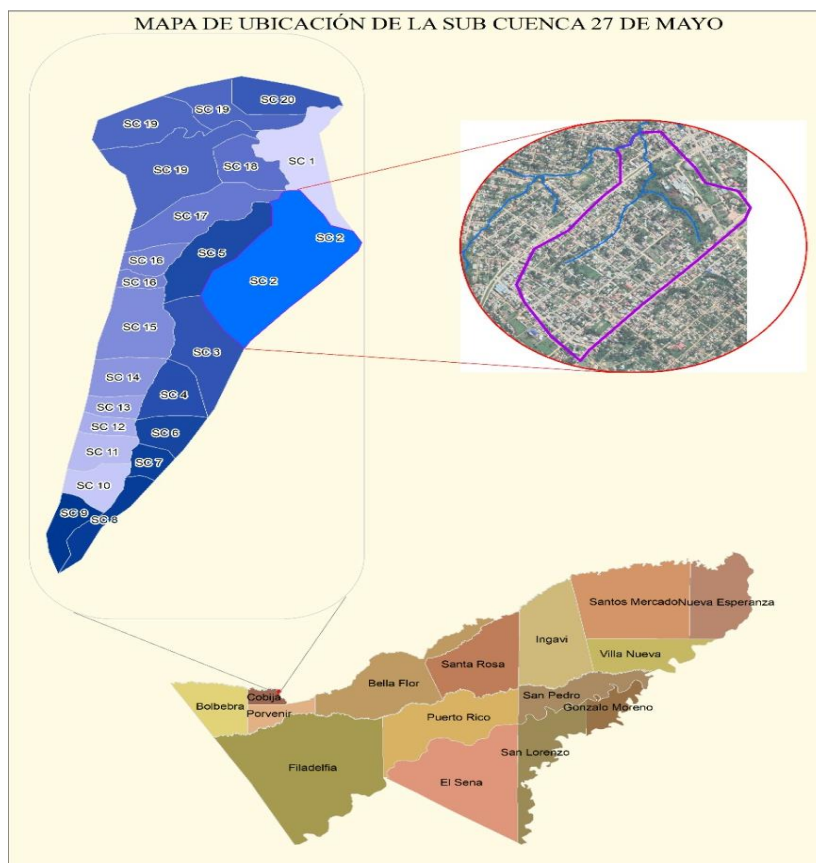 MAPA DE UBICACIÓN DE LA SUB CUENCA 27 DE MAYO
SC 20
SC 19
SC 19
SC 1
SC 18
SC 19
SC 17
SC 2
SC 5
SC 16
SC 16
SC 2
SC 15
SC 3
SC 14
SC 4
SC 13
SC 12
SC 6
SC 11
SC 7
SC 10
SC 9
SC 8
Santos Mercado
Nueva Esperanza
Ingavi
Villa Nueva
Santa Rosa
Bella Flor
San Pedro
Cobija
Gonzalo Moreno
Bolbebra
Porvenir
Puerto Rico
San Lorenzo
Filadelfia
El Sena